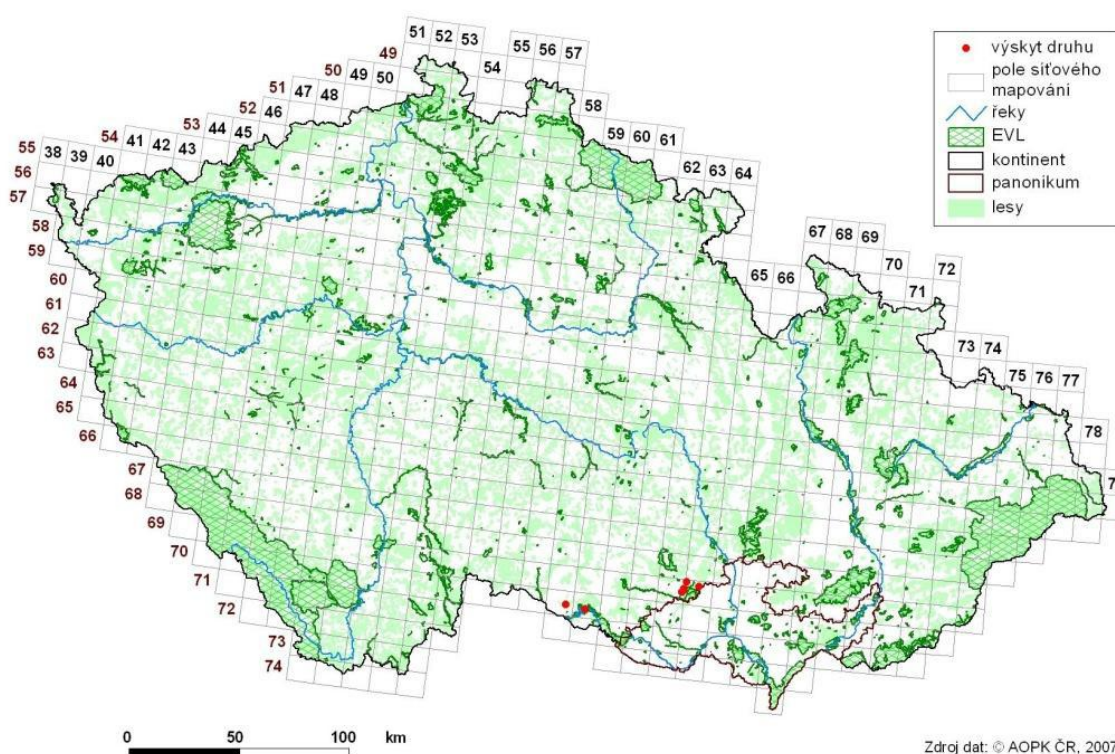 51 52 53
55 56 57
49
54
50
49 50
58
51
47 48
52
46
59 60 61
53
44 45
54
41 42 43
62 63 64
55
38 39 40
56
57
67 68 69
58
65 66
70
72
59
71
60
61
62
73 74
63
75 76 77
64
78
65
66
7
67
68
69
70
71
72
73
74
výskyt druhu
pole síťového
mapování
řeky
EVL
kontinent
panonikum
lesy
0 50 100 km
Zdroj dat: © AOPK ČR, 2007